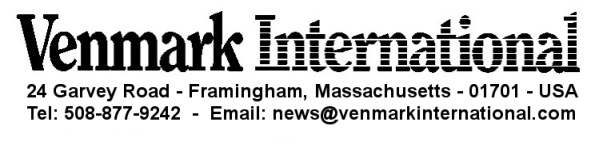 Venmark International
24 Garvey Road - Framingham, Massachusetts - 01701 - USA
Tel: 508-877-9242 - Email: news@venmarkinternational.com